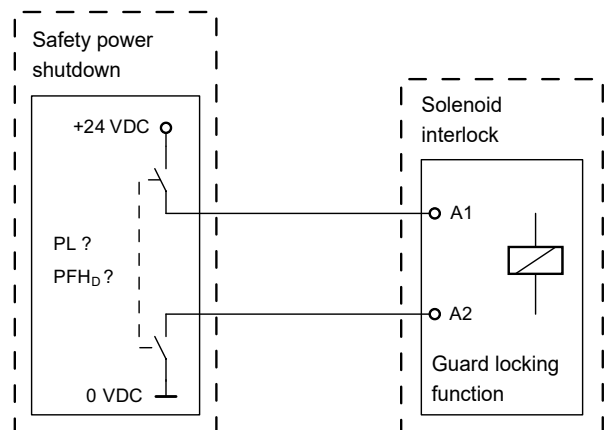 Safety power
shutdown
+24 VDC
PL ?
PFHD ?
0 VDC
Solenoid
interlock
A1
A2
Guard locking
function